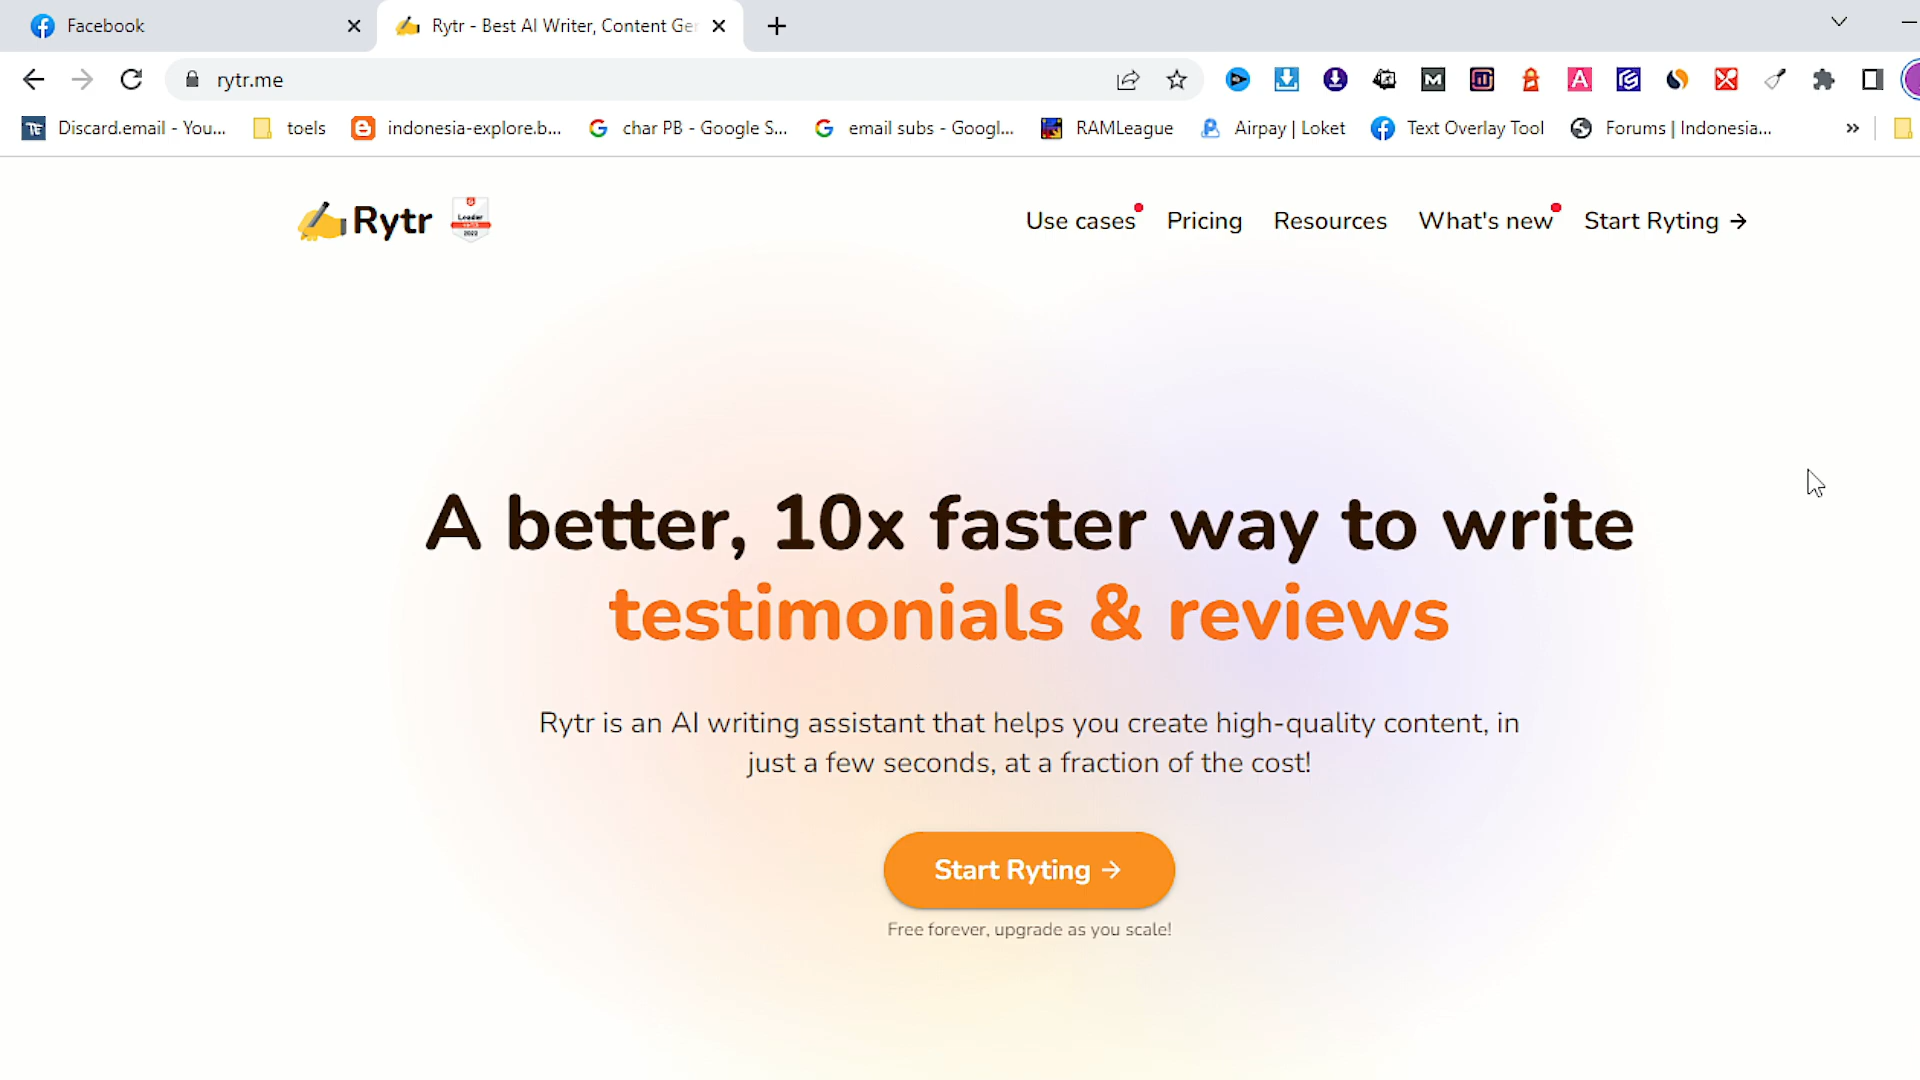 Facebook
Rytr - Best AI Writer, Content Ger
rytr.me
Discard.email - You...
toels
indonesia-explore.b...
char PB - Google S...
email subs - Googl...
RAMLeague
Airpay | Loket
Text Overlay Tool
Forums | Indonesia...
»
Rytr
Leader
2022
Use cases
Pricing
Resources
What's new
Start Ryting →
A better, 10x faster way to write
testimonials & reviews
Rytr is an AI writing assistant that helps you create high-quality content, in
just a few seconds, at a fraction of the cost!
Start Ryting →
Free forever, upgrade as you scale!